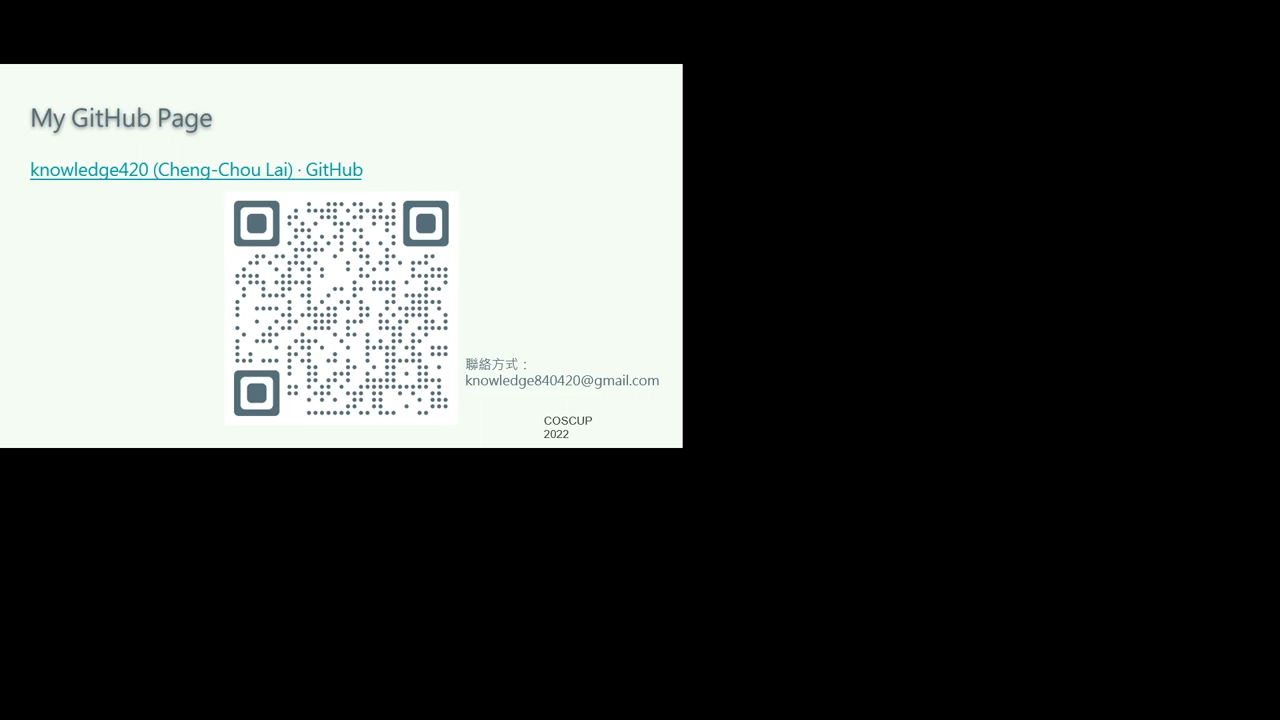 My GitHub Page
knowledge420 (Cheng-Chou Lai) · GitHub
聯絡方式：
knowledge840420@gmail.com
COSCUP
2022